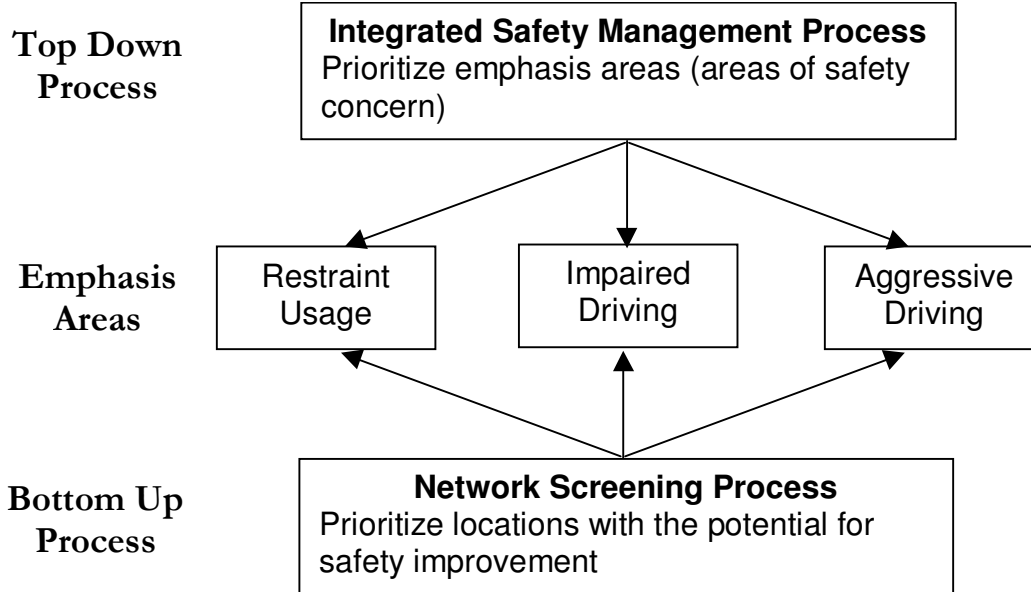 Top Down
Process
Integrated Safety Management Process
Prioritize emphasis areas (areas of safety
concern)
Emphasis
Areas
Restraint
Usage
Impaired
Driving
Aggressive
Driving
Bottom Up
Process
Network Screening Process
Prioritize locations with the potential for
safety improvement